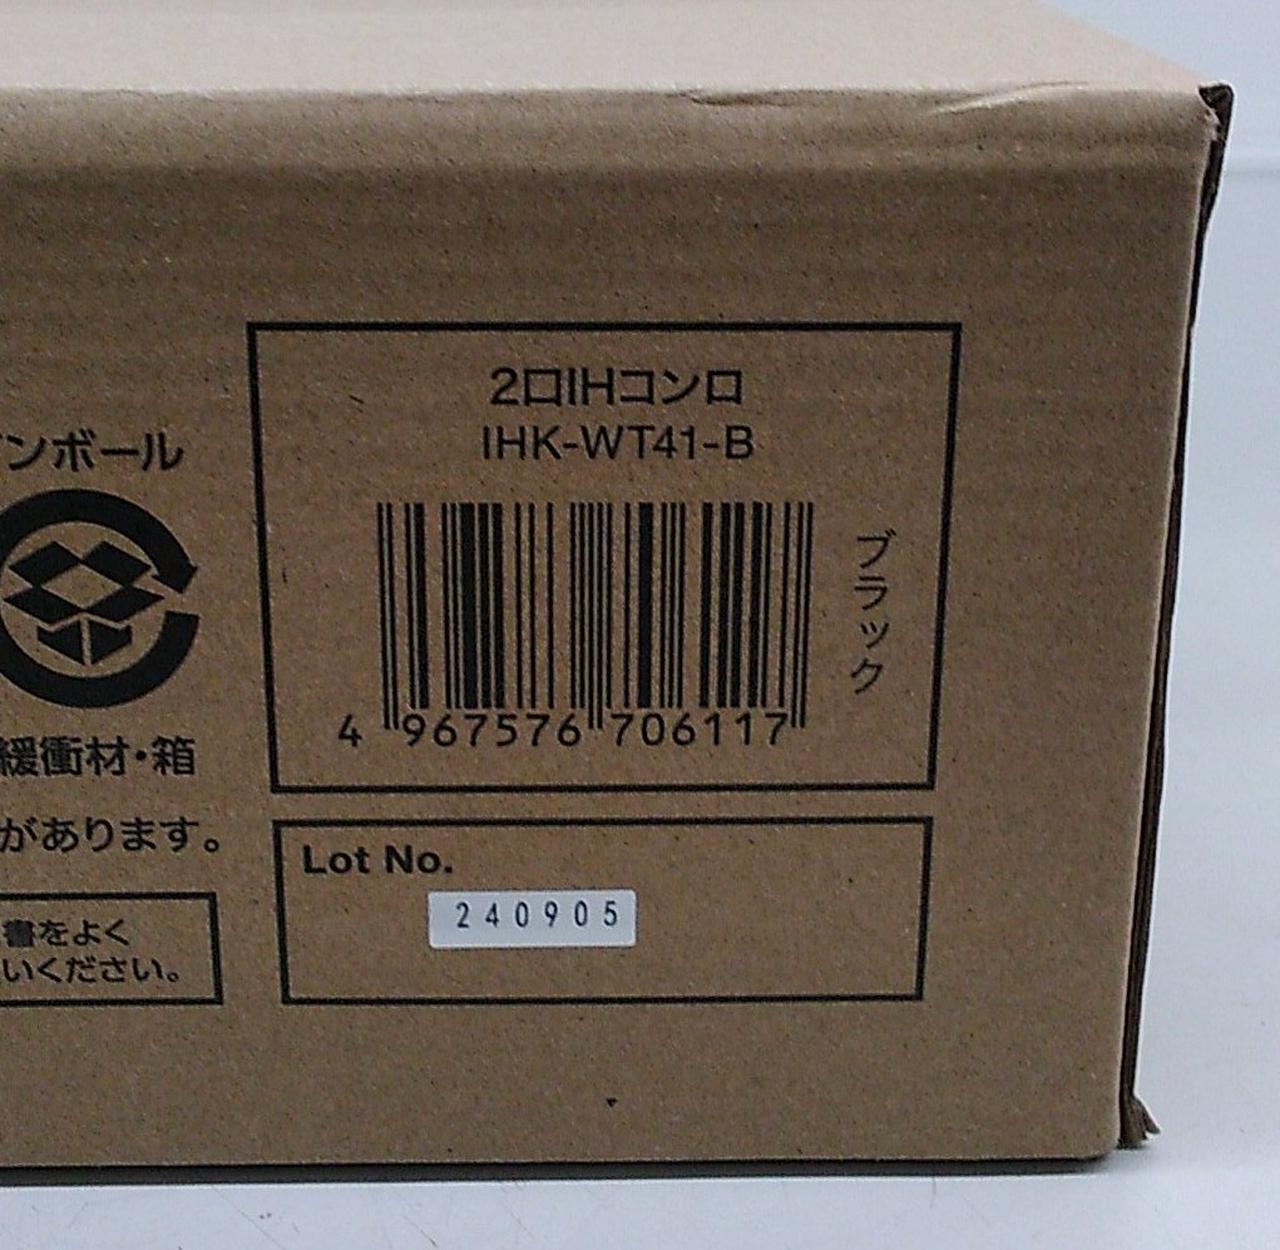 ンボール
緩衝材・箱
があります。
書をよく
いください。
2口IHコンロ
IHK-WT41-B
ブラック
4 967576 706117
Lot No.
240905